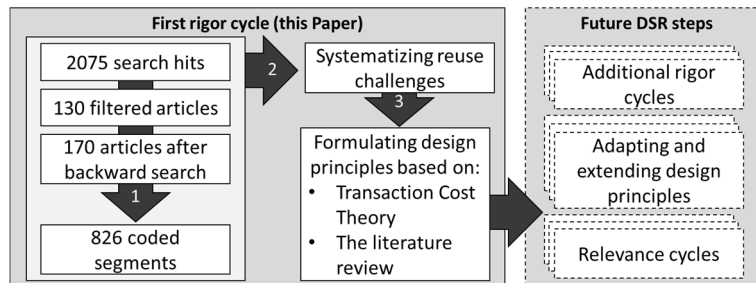 First rigor cycle (this Paper)
2075 search hits
130 filtered articles
170 articles after
backward search
1
826 coded
segments
2
Systematizing reuse
challenges
3
Formulating design
principles based on:
• Transaction Cost
Theory
• The literature
review
Future DSR steps
Additional rigor
cycles
Adapting and
extending design
principles
Relevance cycles